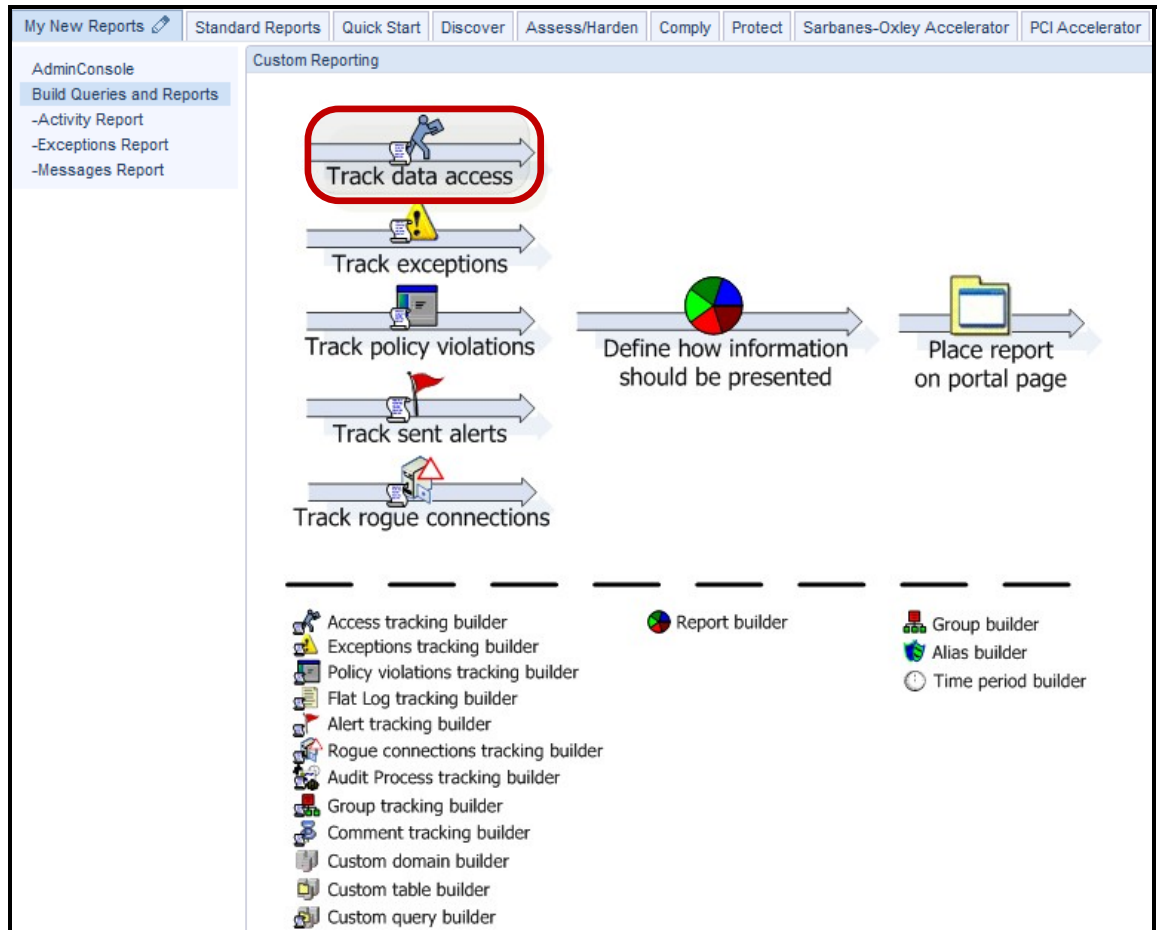 My New Reports
Standard Reports
Quick Start
Discover
Assess/Harden
Comply
Protect
Sarbanes-Oxley Accelerator
PCI Accelerator
AdminConsole
Build Queries and Reports
-Activity Report
-Exceptions Report
-Messages Report
Custom Reporting
Track data access
Track exceptions
Track policy violations
Track sent alerts
Track rogue connections
Define how information
should be presented
Place report
on portal page
Access tracking builder
Exceptions tracking builder
Policy violations tracking builder
Flat Log tracking builder
Alert tracking builder
Rogue connections tracking builder
Audit Process tracking builder
Group tracking builder
Comment tracking builder
Custom domain builder
Custom table builder
Custom query builder
Report builder
Group builder
Alias builder
Time period builder